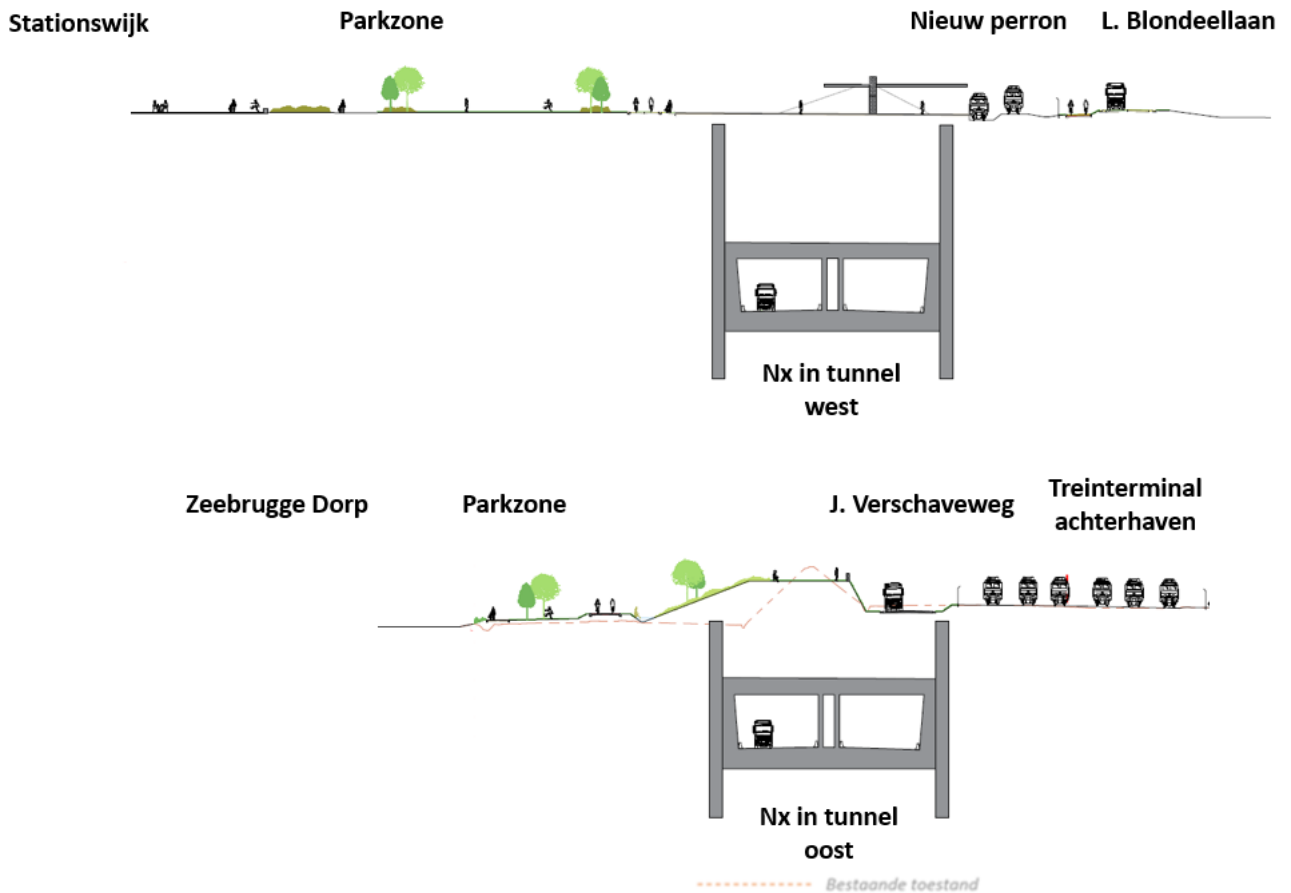 Stationswijk
Parkzone
Nieuw perron
L. Blondeellaan
Nx in tunnel
west
Zeebrugge Dorp
Parkzone
J. Verschaveweg
Treinterminal
achterhaven
Nx in tunnel
oost
Bestaande toestand